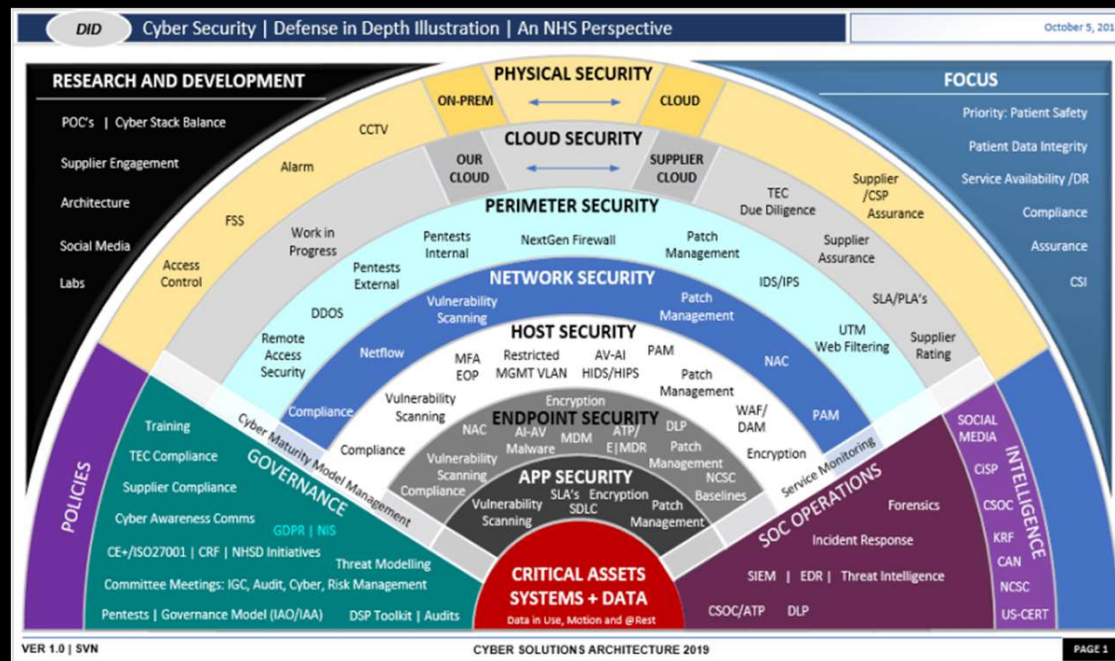 DID
Cyber Security | Defense in Depth Illustration | An NHS Perspective
October 5, 201
RESEARCH AND DEVELOPMENT
POC's | Cyber Stack Balance
Supplier Engagement
Architecture
Social Media
Labs
FOCUS
Priority: Patient Safety
Patient Data Integrity
Service Availability /DR
Compliance
Assurance
CSI
PHYSICAL SECURITY
ON-PREM
CLOUD
CCTV
Alarm
FSS
Access
Control
Supplier
/CSP
Assurance
CLOUD SECURITY
OUR
CLOUD
SUPPLIER
CLOUD
Work in
Progress
TEC
Due Diligence
Supplier
Assurance
SLA/PLA's
Supplier
Rating
PERIMETER SECURITY
NextGen Firewall
Pentests
Internal
Pentests
External
DDOS
Remote
Access
Security
Patch
Management
IDS/IPS
UTM
Web Filtering
NETWORK SECURITY
Vulnerability
Scanning
Netflow
Compliance
Patch
Management
NAC
PAM
HOST SECURITY
MFA
EOP
Restricted
MGMT VLAN
AV-AI
HIDS/HIPS
PAM
Vulnerability
Scanning
Compliance
Patch
Management
WAF/
DAM
Encryption
Encryption
ENDPOINT SECURITY
NAC
AI-AV
Malware
MDM
ATP/
E|MDR
DLP
Vulnerability
Scanning
Compliance
Patch
Management
NCSC
Baselines
APP SECURITY
Vulnerability
Scanning
SLA's
Encryption
SDLC
Patch
Management
CRITICAL ASSETS
SYSTEMS + DATA
Data in Use, Motion and @Rest
Cyber Maturity Model Management
Service Monitoring
POLICIES
GOVERNANCE
Training
TEC Compliance
Supplier Compliance
Cyber Awareness Comms
GDPR | NIS
CE+/ISO27001 | CRF | NHSD Initiatives
Threat Modelling
Committee Meetings: IGC, Audit, Cyber, Risk Management
Pentests | Governance Model (IAO/IAA)
DSP Toolkit | Audits
SOC OPERATIONS
Forensics
Incident Response
SIEM | EDR | Threat Intelligence
CSOC/ATP
DLP
INTELLIGENCE
SOCIAL
MEDIA
CiSP
CSOC
KRF
CAN
NCSC
US-CERT
VER 1.0 | SVN
CYBER SOLUTIONS ARCHITECTURE 2019
PAGE 1